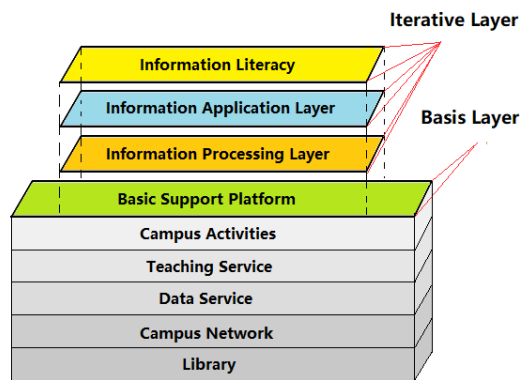 Iterative Layer
Information Literacy
Information Application Layer
Basis Layer
Information Processing Layer
Basic Support Platform
Campus Activities
Teaching Service
Data Service
Campus Network
Library